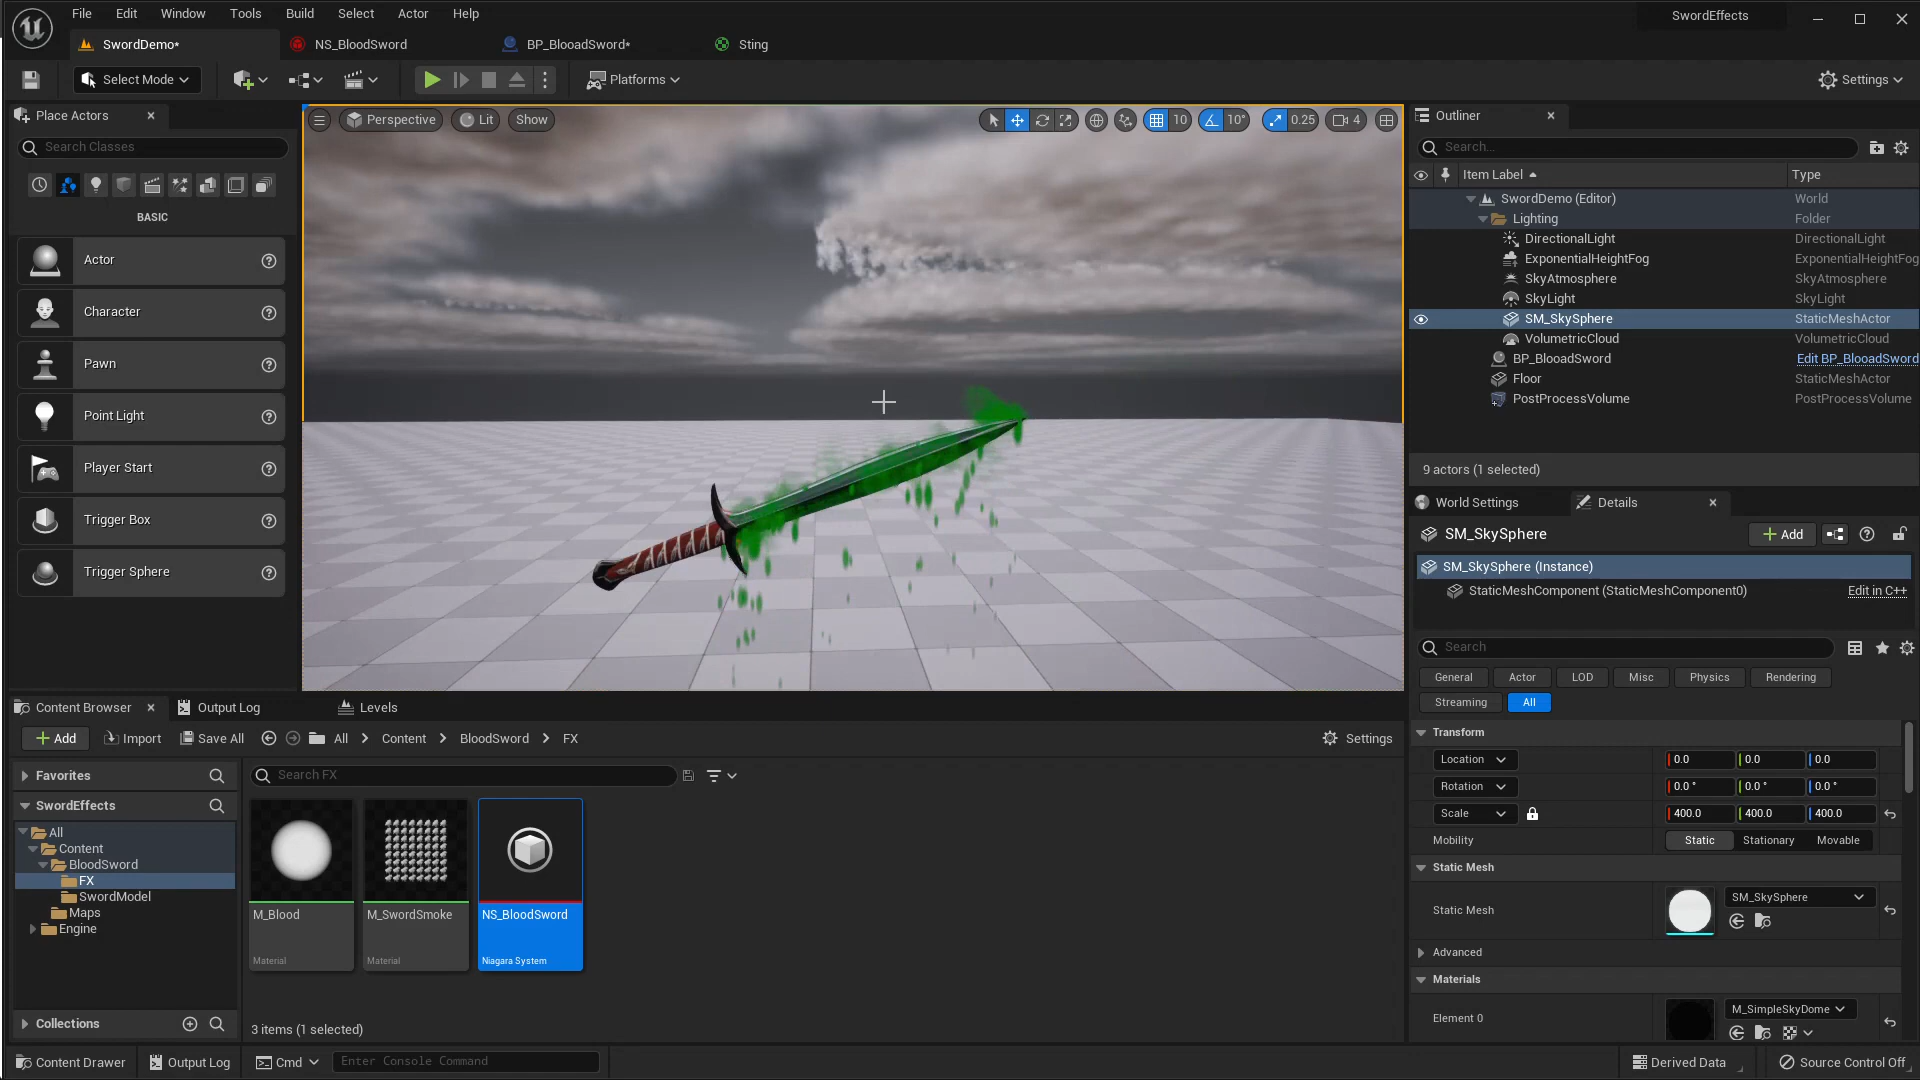 File Edit Window Tools Build Select Actor Help
SwordEffects
SwordDemo* NS_BloodSword BP_BlooadSword* Sting
Select Mode Platforms Settings
Place Actors
Search Classes
BASIC
Actor
Character
Pawn
Point Light
Player Start
Trigger Box
Trigger Sphere
Perspective Lit Show 10 10° 0.25 4
Outliner
Search...
Item Label Type
SwordDemo (Editor) World
Lighting Folder
DirectionalLight DirectionalLight
ExponentialHeightFog ExponentialHeightFog
SkyAtmosphere SkyAtmosphere
SkyLight SkyLight
SM_SkySphere StaticMeshActor
VolumetricCloud VolumetricCloud
BP_BlooadSword Edit BP_BlooadSword
Floor StaticMeshActor
PostProcessVolume PostProcessVolume
9 actors (1 selected)
World Settings Details
SM_SkySphere Add
SM_SkySphere (Instance)
StaticMeshComponent (StaticMeshComponent0) Edit in C++
Search
General Actor LOD Misc Physics Rendering
Streaming All
Transform
Location 0.0 0.0 0.0
Rotation 0.0° 0.0° 0.0°
Scale 400.0 400.0 400.0
Mobility Static Stationary Movable
Static Mesh
Static Mesh SM_SkySphere
Advanced
Materials
Element 0 M_SimpleSkyDome
Content Browser Output Log Levels
Add Import Save All All Content BloodSword FX Settings
Favorites
Search FX
SwordEffects
All
Content
BloodSword
FX
SwordModel
Maps
Engine
Collections
M_Blood
Material
M_SwordSmoke
Material
NS_BloodSword
Niagara System
3 items (1 selected)
Content Drawer Output Log Cmd Enter Console Command Derived Data Source Control Off